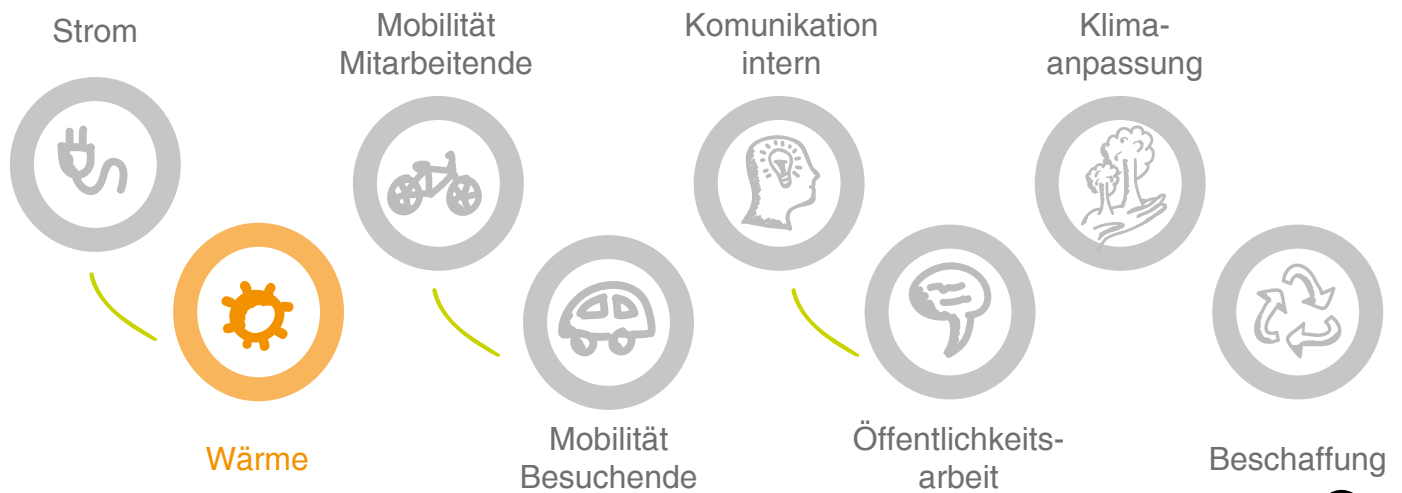 Strom
Mobilität
Mitarbeitende
Komunikation
intern
Klima-
anpassung
Wärme
Mobilität
Besuchende
Öffentlichkeits-
arbeit
Beschaffung